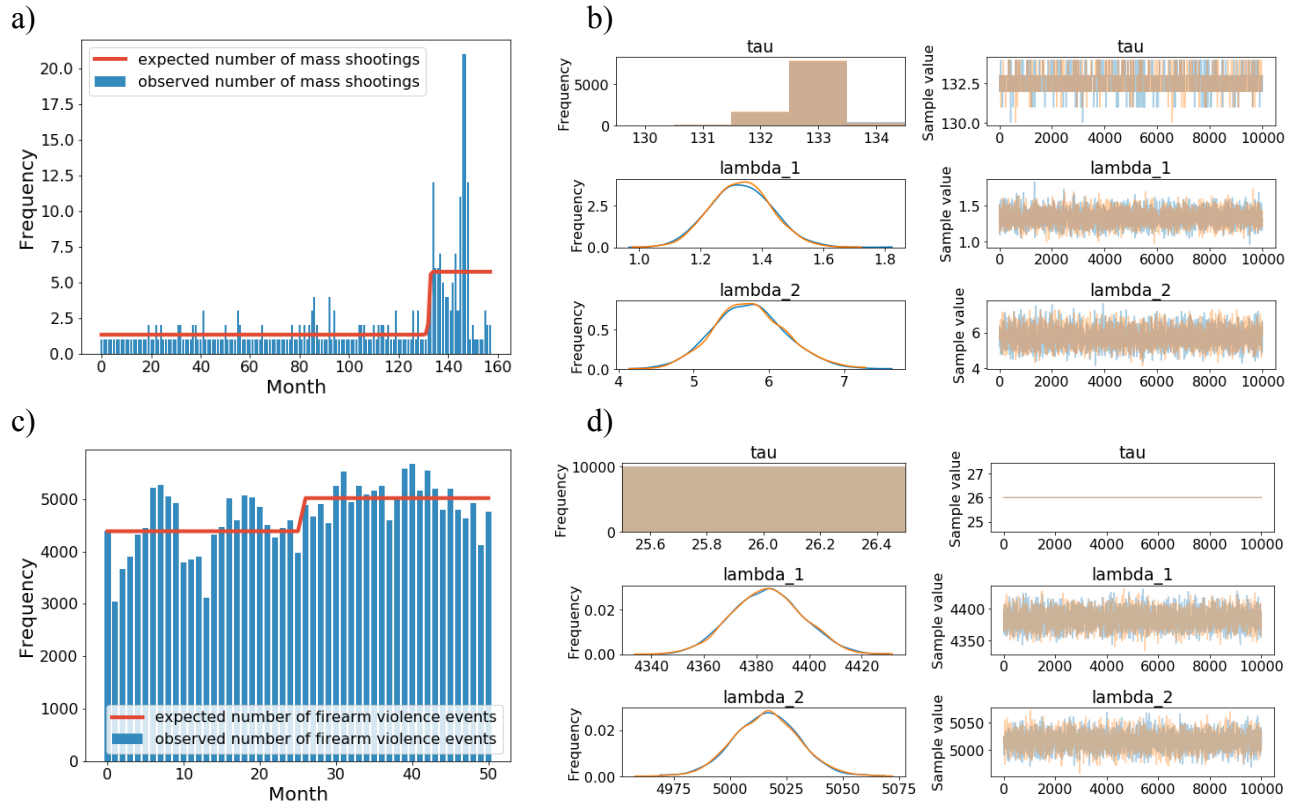 a)
expected number of mass shootings
observed number of mass shootings
20.0
17.5
15.0
12.5
10.0
7.5
5.0
2.5
0.0
Frequency
0 20 40 60 80 100 120 140 160
Month
b)
tau
Frequency
5000
0
130 131 132 133 134
tau
Sample value
132.5
130.0
0 2000 4000 6000 8000 10000
lambda_1
Frequency
2.5
0.0
1.0 1.2 1.4 1.6 1.8
lambda_1
Sample value
1.5
1.0
0 2000 4000 6000 8000 10000
lambda_2
Frequency
0.5
0.0
4 5 6 7
lambda_2
Sample value
6
4
0 2000 4000 6000 8000 10000
c)
5000
4000
3000
2000
1000
0
Frequency
expected number of firearm violence events
observed number of firearm violence events
0 10 20 30 40 50
Month
d)
tau
Frequency
10000
0
25.6 25.8 26.0 26.2 26.4
tau
Sample value
27
26
25
0 2000 4000 6000 8000 10000
lambda_1
Frequency
0.02
0.00
4340 4360 4380 4400 4420
lambda_1
Sample value
4400
4350
0 2000 4000 6000 8000 10000
lambda_2
Frequency
0.02
0.00
4975 5000 5025 5050 5075
lambda_2
Sample value
5050
5000
0 2000 4000 6000 8000 10000